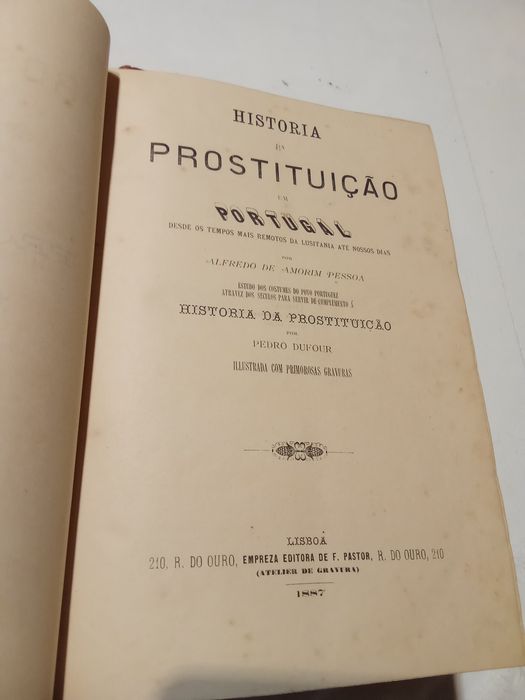 HISTORIA
DA
PROSTITUIÇÃO
EM
PORTUGAL
DESDE OS TEMPOS MAIS REMOTOS DA LUSITANIA ATÉ NOSSOS DIAS
POR
ALFREDO DE AMORIM PESSOA
ESTUDO DOS COSTUMES DO POVO PORTUGUEZ
ATRAVEZ DOS SECULOS PARA SERVIR DE COMPLEMENTO Á
HISTORIA DA PROSTITUIÇÃO
POR
PEDRO DUFOUR
ILLUSTRADA COM PRIMOROSAS GRAVURAS
LISBOA
210, R. DO OURO, EMPREZA EDITORA DE F. PASTOR, R. DO OURO, 210
(ATELIER DE GRAVURA)
1887